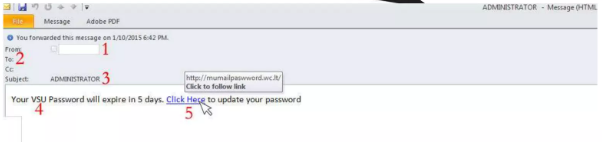 ADMINISTRATOR - Message (HTML
File Message Adobe PDF
You forwarded this message on 1/10/2015 6:42 PM.
From: 1
To: 2
Cc:
Subject: ADMINISTRATOR 3
http://mumailpasvword.wc.lt/
Click to follow link
Your VSU Password will expire in 5 days. Click Here to update your password
4 5